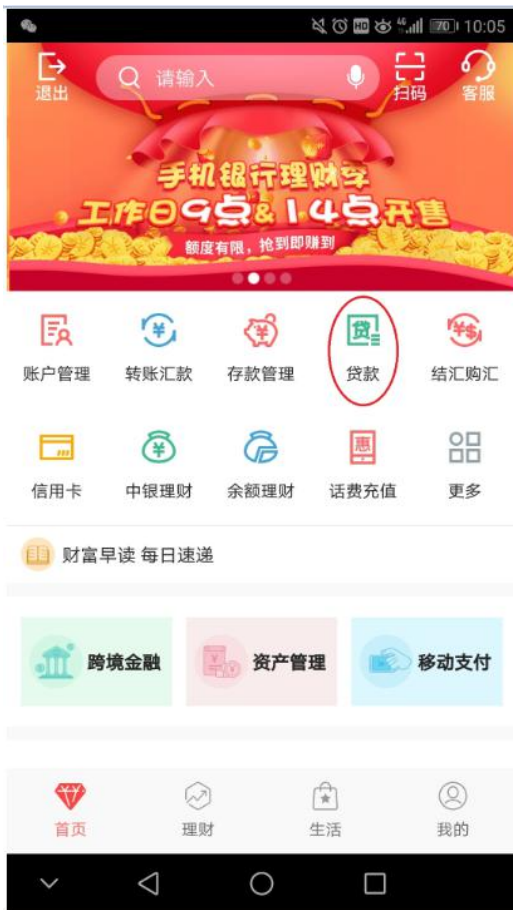 46 70 10:05
退出 请输入 扫码 客服
手机银行理财季
工作日9点&14点开售
额度有限，抢到即赚到
账户管理 转账汇款 存款管理 贷款 结汇购汇
信用卡 中银理财 余额理财 话费充值 更多
财富早读 每日速递
跨境金融 资产管理 移动支付
首页 理财 生活 我的